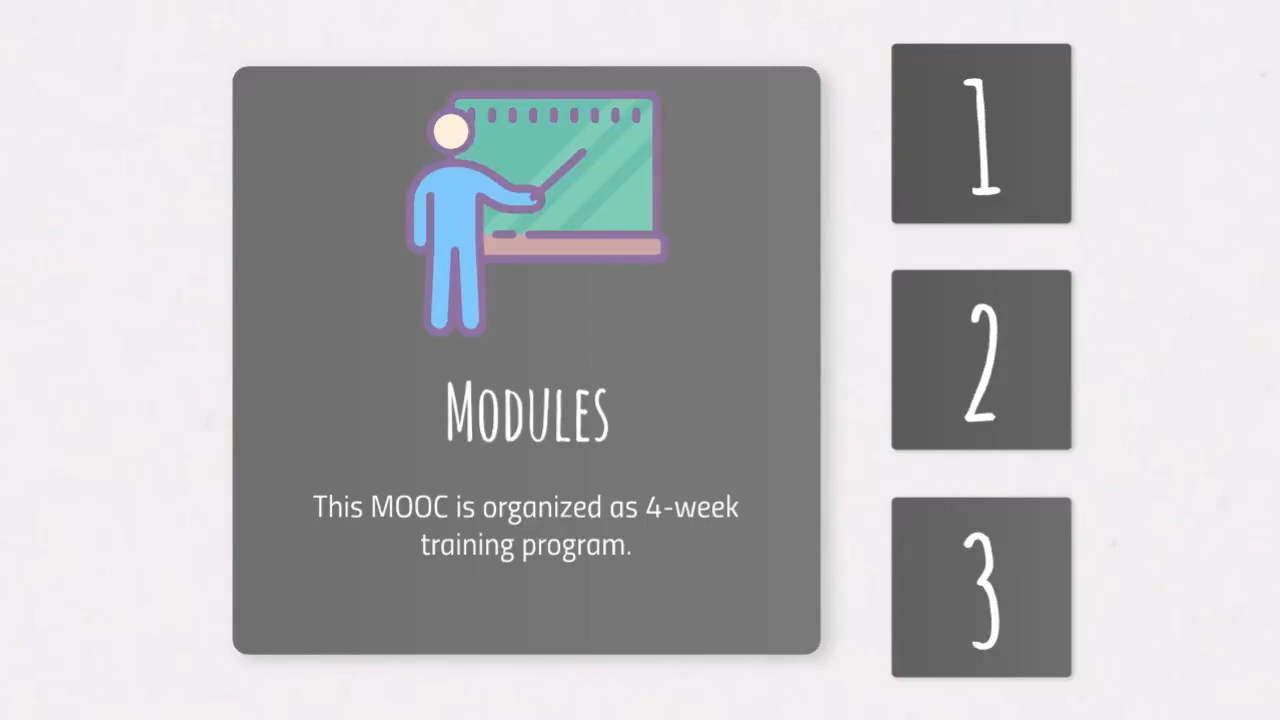 Modules
This MOOC is organized as 4-week
training program.
1
2
3